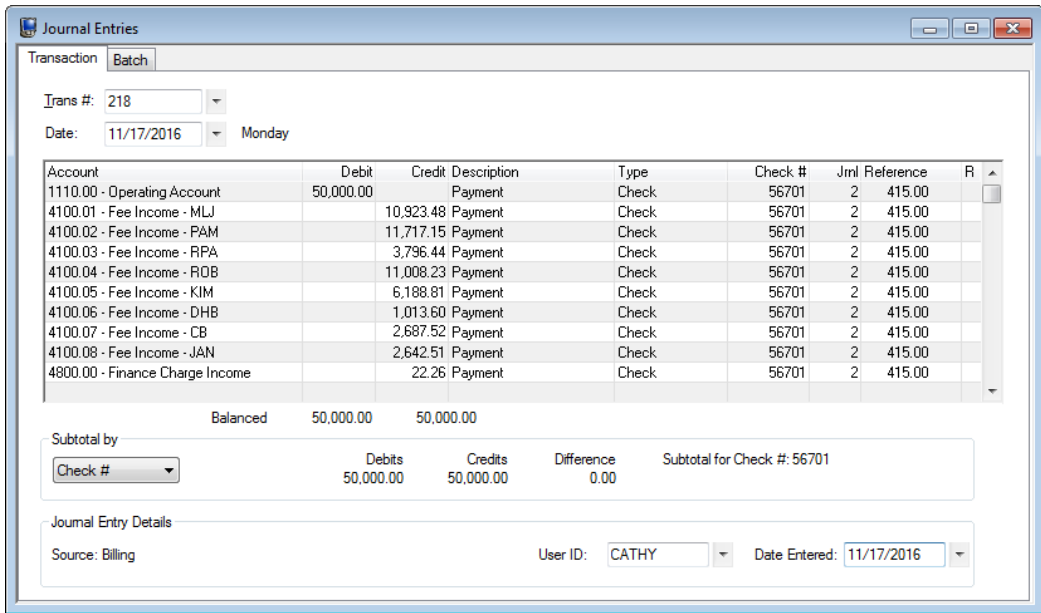 Journal Entries
Transaction Batch
Trans #: 218
Date: 11/17/2016 Monday
Account Debit Credit Description Type Check # Jrnl Reference R
1110.00 - Operating Account 50,000.00 Payment Check 56701 2 415.00
4100.01 - Fee Income - MLJ 10,923.48 Payment Check 56701 2 415.00
4100.02 - Fee Income - PAM 11,717.15 Payment Check 56701 2 415.00
4100.03 - Fee Income - RPA 3,796.44 Payment Check 56701 2 415.00
4100.04 - Fee Income - ROB 11,008.23 Payment Check 56701 2 415.00
4100.05 - Fee Income - KIM 6,188.81 Payment Check 56701 2 415.00
4100.06 - Fee Income - DHB 1,013.60 Payment Check 56701 2 415.00
4100.07 - Fee Income - CB 2,687.52 Payment Check 56701 2 415.00
4100.08 - Fee Income - JAN 2,642.51 Payment Check 56701 2 415.00
4800.00 - Finance Charge Income 22.26 Payment Check 56701 2 415.00
Balanced 50,000.00 50,000.00
Subtotal by
Debits Credits Difference Subtotal for Check #: 56701
Check # 50,000.00 50,000.00 0.00
Journal Entry Details
Source: Billing User ID: CATHY Date Entered: 11/17/2016